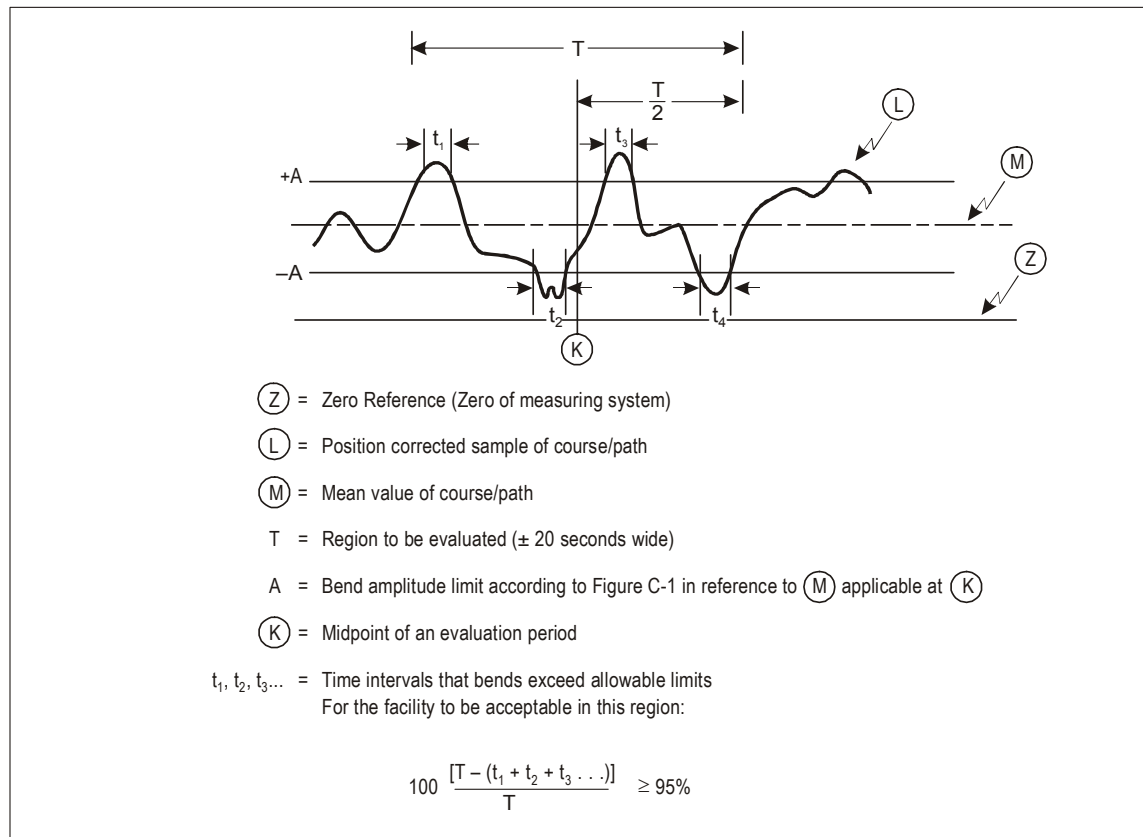 T
T
2
L
t₁
t₃
+A
M
–A
Z
t₂
t₄
K
Z = Zero Reference (Zero of measuring system)
L = Position corrected sample of course/path
M = Mean value of course/path
T = Region to be evaluated (± 20 seconds wide)
A = Bend amplitude limit according to Figure C-1 in reference to M applicable at K
K = Midpoint of an evaluation period
t₁, t₂, t₃... = Time intervals that bends exceed allowable limits
For the facility to be acceptable in this region:
100 [T – (t₁ + t₂ + t₃ . . .)] ≥ 95%
T